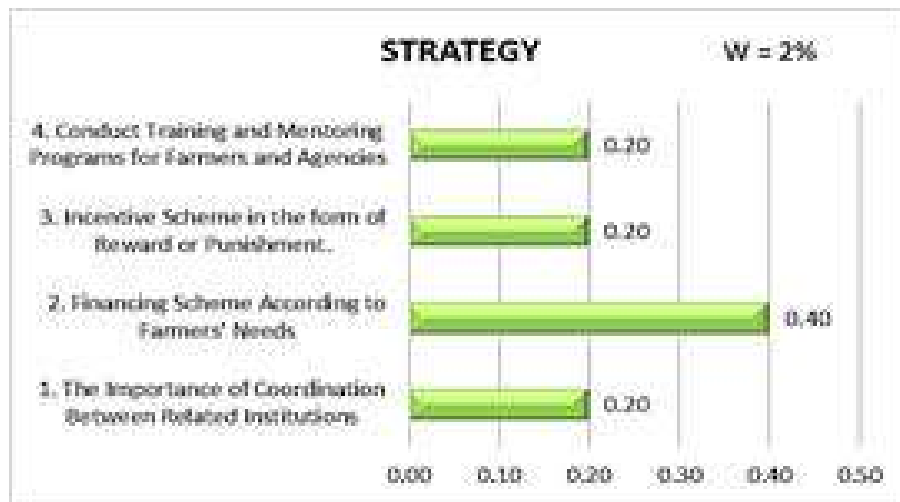 STRATEGY
W = 2%
4. Conduct Training and Mentoring
Programs for Farmers and Agencies
0.20
3. Incentive Scheme in the form of
Reward or Punishment.
0.20
2. Financing Scheme According to
Farmers' Needs
0.40
1. The Importance of Coordination
Between Related Institutions
0.20
0.00 0.10 0.20 0.30 0.40 0.50